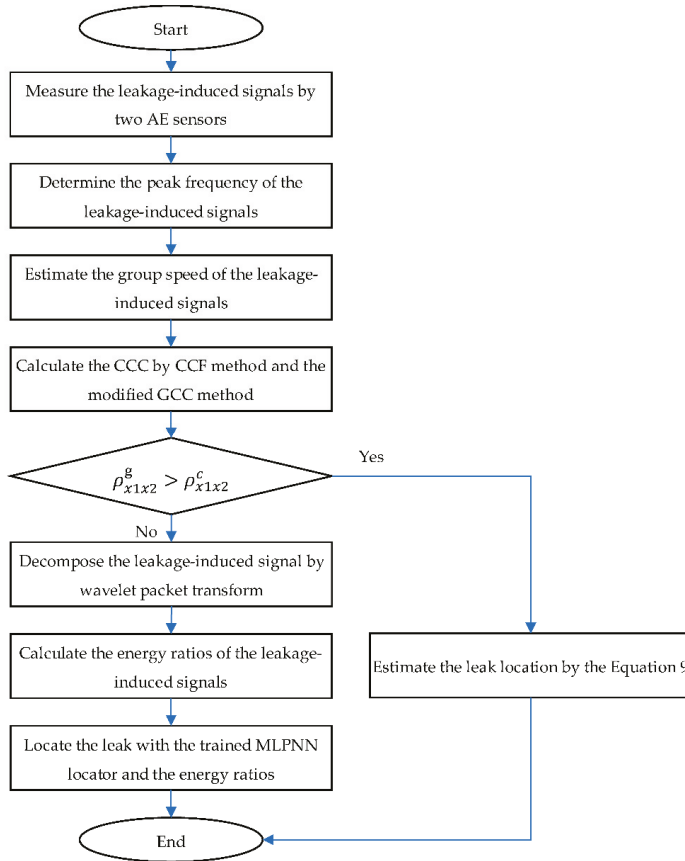 Start
Measure the leakage-induced signals by
two AE sensors
Determine the peak frequency of the
leakage-induced signals
Estimate the group speed of the leakage-
induced signals
Calculate the CCC by CCF method and the
modified GCC method
ρ^g_{x1x2} > ρ^c_{x1x2}
Yes
No
Decompose the leakage-induced signal by
wavelet packet transform
Calculate the energy ratios of the leakage-
induced signals
Estimate the leak location by the Equation 9
Locate the leak with the trained MLPNN
locator and the energy ratios
End